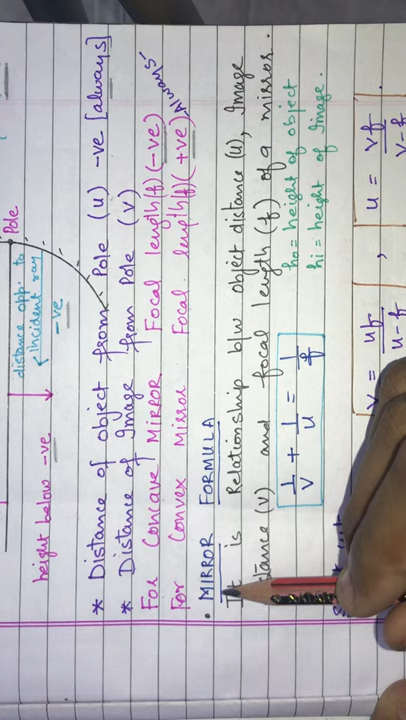 Pole
distance opp. to
incident ray
-ve
height below -ve
* Distance of object from Pole (u) -ve [always]
* Distance of Image from Pole (v)
For Concave MIRROR Focal length(f) (-ve)
For Convex Mirror Focal length(f) (+ve) Always
• MIRROR FORMULA
It is Relationship b/w object distance (u), Image
distance (v) and focal length (f) of a mirror.
1/v + 1/u = 1/f
ho = height of object
hi = height of Image.
v = uf/u-f , u = vf/v-f